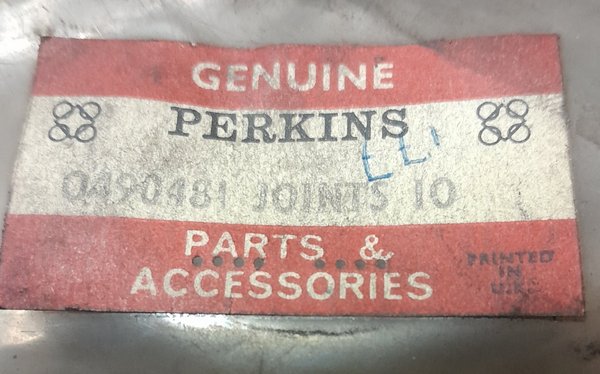 GENUINE
PERKINS
0490481 JOINTS 10
PARTS &
ACCESSORIES
PRINTED
IN
U.K.